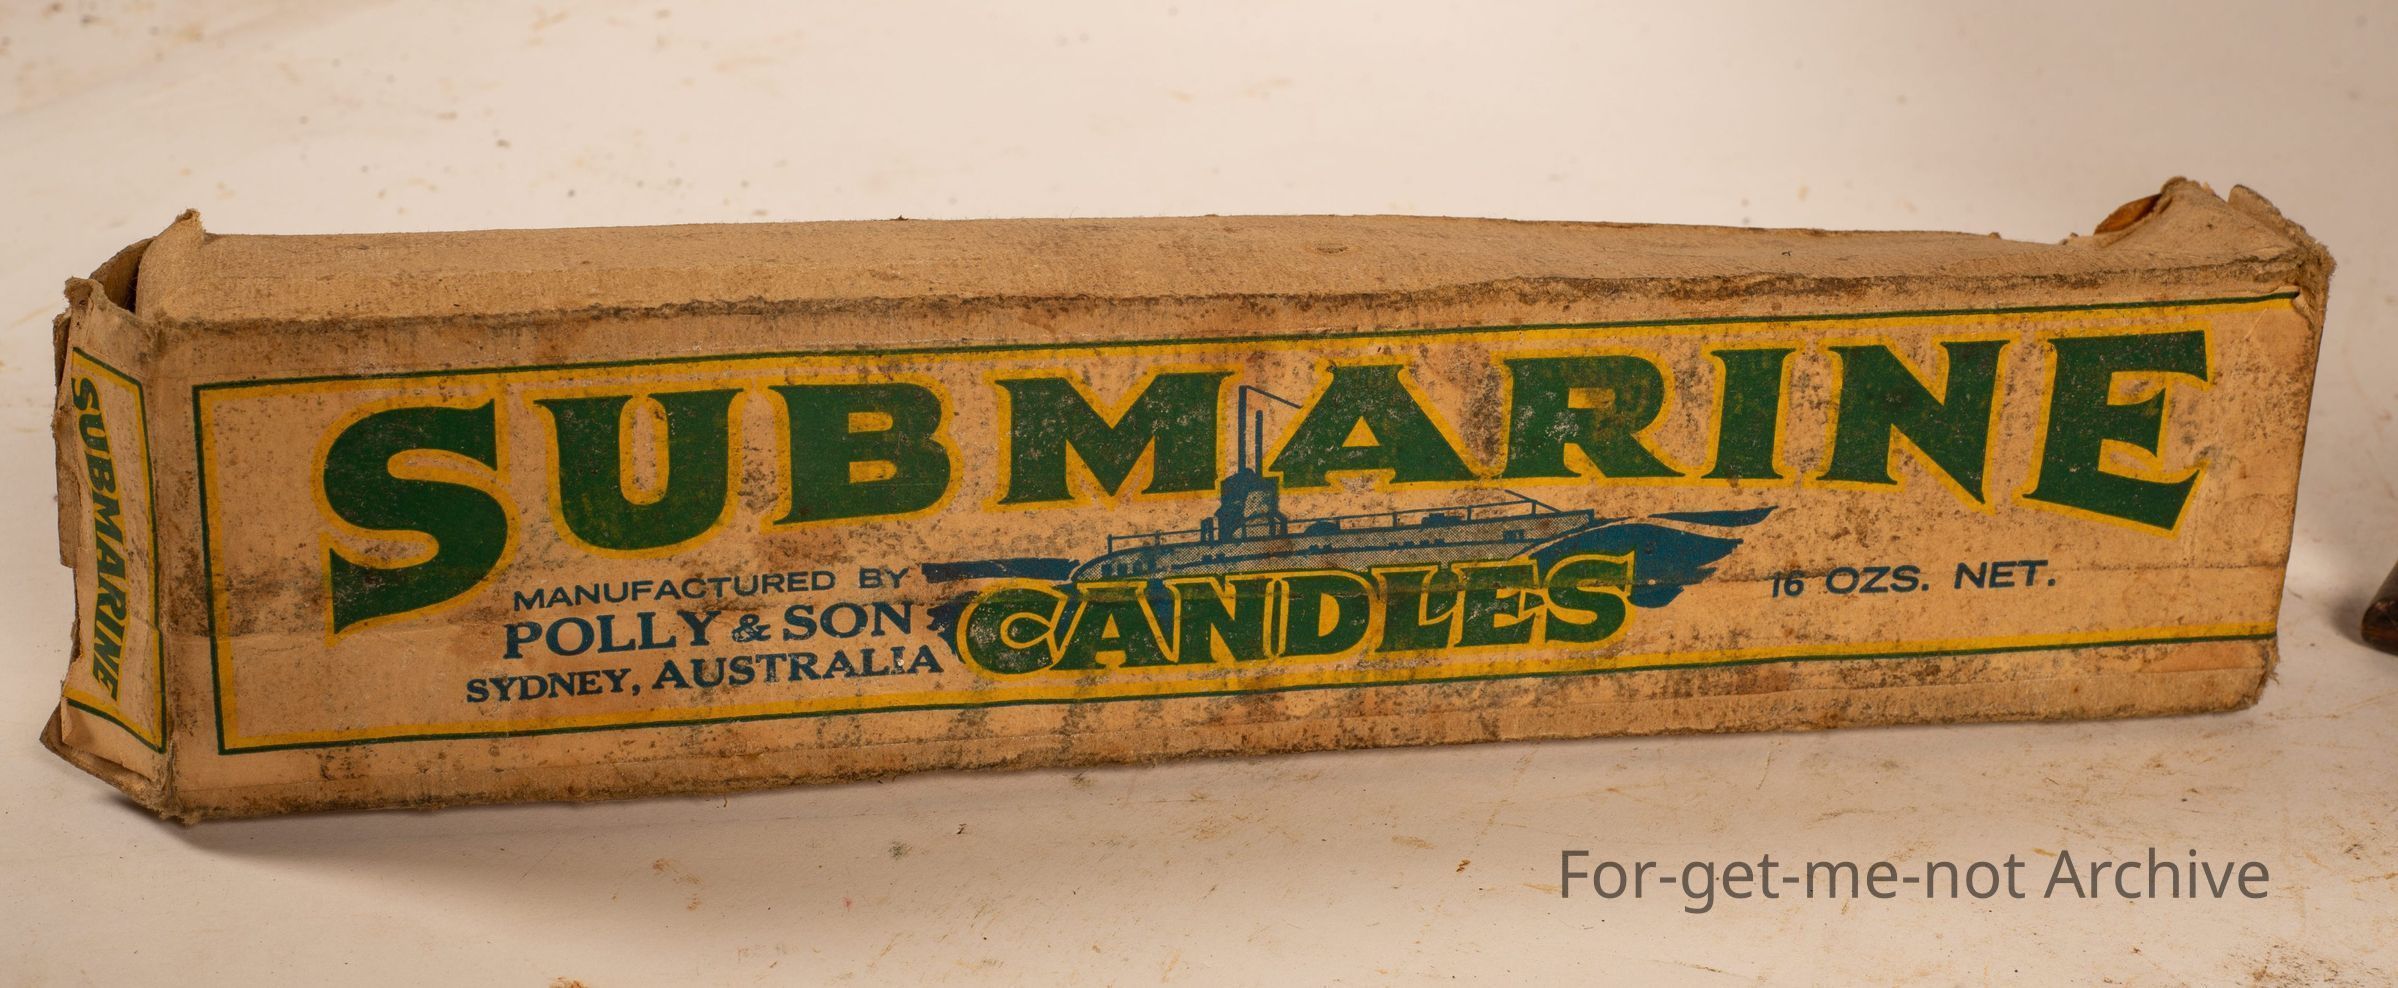 SUBMARINE
SUBMARINE
MANUFACTURED BY
POLLY & SON
SYDNEY, AUSTRALIA
CANDLES
16 OZS. NET.
For-get-me-not Archive